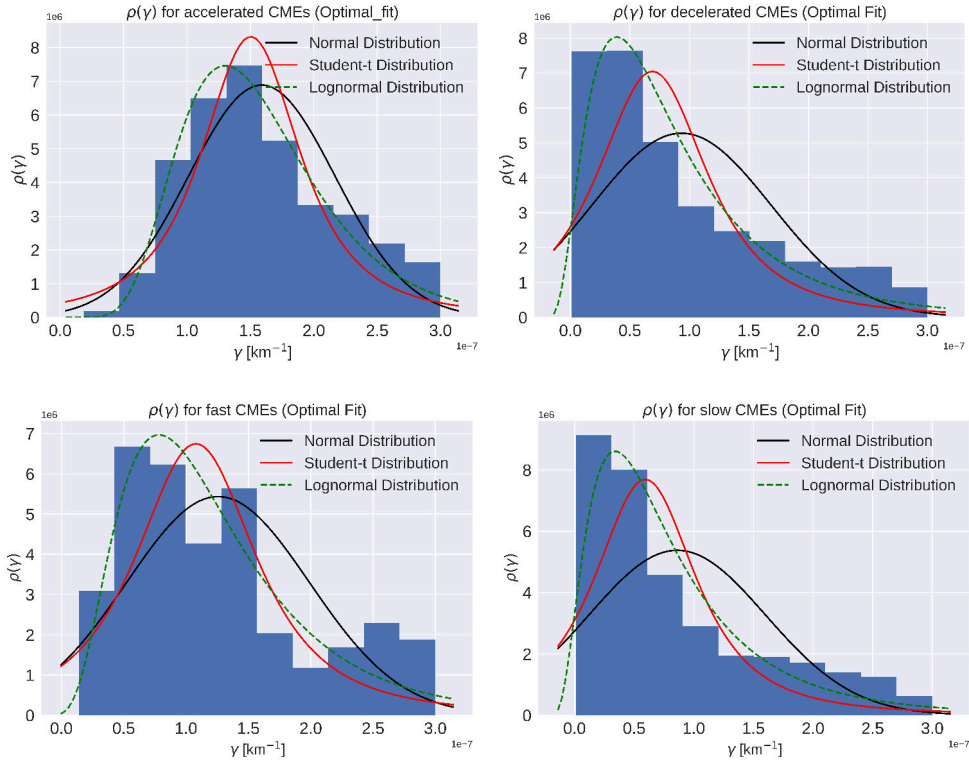 ρ(γ) for accelerated CMEs (Optimal_fit)
1e6
Normal Distribution
Student-t Distribution
Lognormal Distribution
8
7
6
5
4
3
2
1
0
ρ(γ)
0.0 0.5 1.0 1.5 2.0 2.5 3.0
γ [km⁻¹]
1e-7
ρ(γ) for decelerated CMEs (Optimal Fit)
1e6
Normal Distribution
Student-t Distribution
Lognormal Distribution
8
7
6
5
4
3
2
1
0
ρ(γ)
0.0 0.5 1.0 1.5 2.0 2.5 3.0
γ [km⁻¹]
1e-7
ρ(γ) for fast CMEs (Optimal Fit)
1e6
Normal Distribution
Student-t Distribution
Lognormal Distribution
7
6
5
4
3
2
1
0
ρ(γ)
0.0 0.5 1.0 1.5 2.0 2.5 3.0
γ [km⁻¹]
1e-7
ρ(γ) for slow CMEs (Optimal Fit)
1e6
Normal Distribution
Student-t Distribution
Lognormal Distribution
8
6
4
2
0
ρ(γ)
0.0 0.5 1.0 1.5 2.0 2.5 3.0
γ [km⁻¹]
1e-7